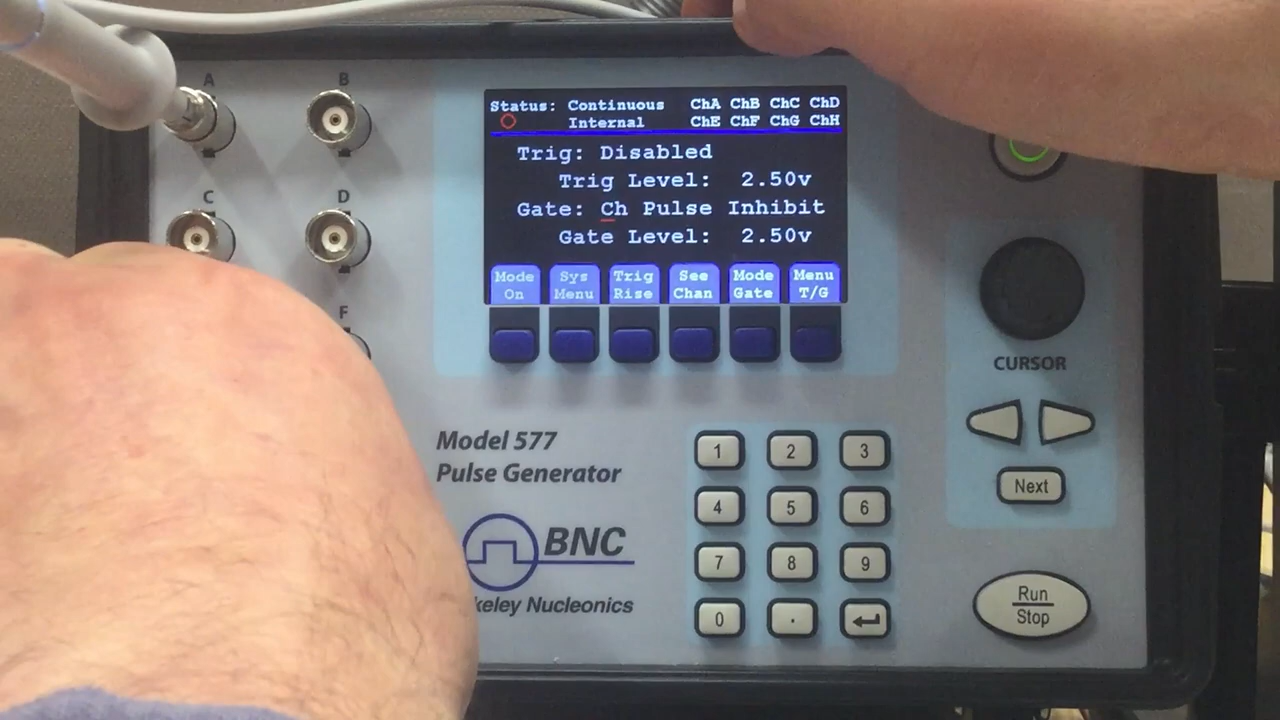 A
B
Status: Continuous ChA ChB ChC ChD
Internal ChE ChF ChG ChH
Trig: Disabled
Trig Level: 2.50v
Gate: Ch Pulse Inhibit
Gate Level: 2.50v
Mode Sys Trig See Mode Menu
On Menu Rise Chan Gate T/G
C
D
F
CURSOR
Model 577
Pulse Generator
1 2 3
Next
4 5 6
BNC
7 8 9
keley Nucleonics
Run
Stop
0 .